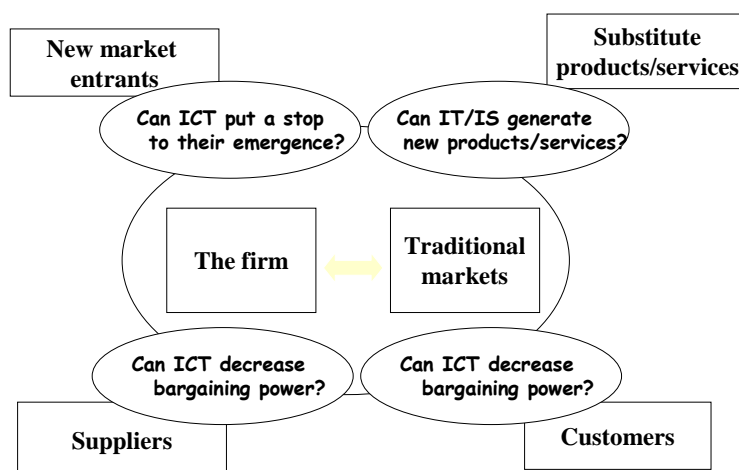 New market
entrants
Substitute
products/services
Can ICT put a stop
to their emergence?
Can IT/IS generate
new products/services?
The firm
Traditional
markets
Can ICT decrease
bargaining power?
Can ICT decrease
bargaining power?
Suppliers
Customers